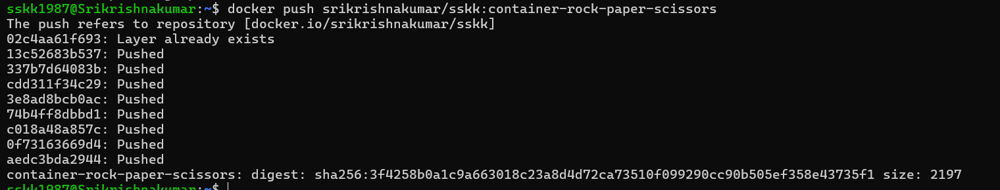 sskk1987@Srikrishnakumar:~$ docker push srikrishnakumar/sskk:container-rock-paper-scissors
The push refers to repository [docker.io/srikrishnakumar/sskk]
02c4aa61f693: Layer already exists
13c52683b537: Pushed
337b7d64083b: Pushed
cdd311f34c29: Pushed
3e8ad8bcb0ac: Pushed
74b4ff8dbbd1: Pushed
c018a48a857c: Pushed
0f73163669d4: Pushed
aedc3bda2944: Pushed
container-rock-paper-scissors: digest: sha256:3f4258b0a1c9a663018c23a8d4d72ca73510f099290cc90b505ef358e43735f1 size: 2197
sskk1987@Srikrishnakumar:~$